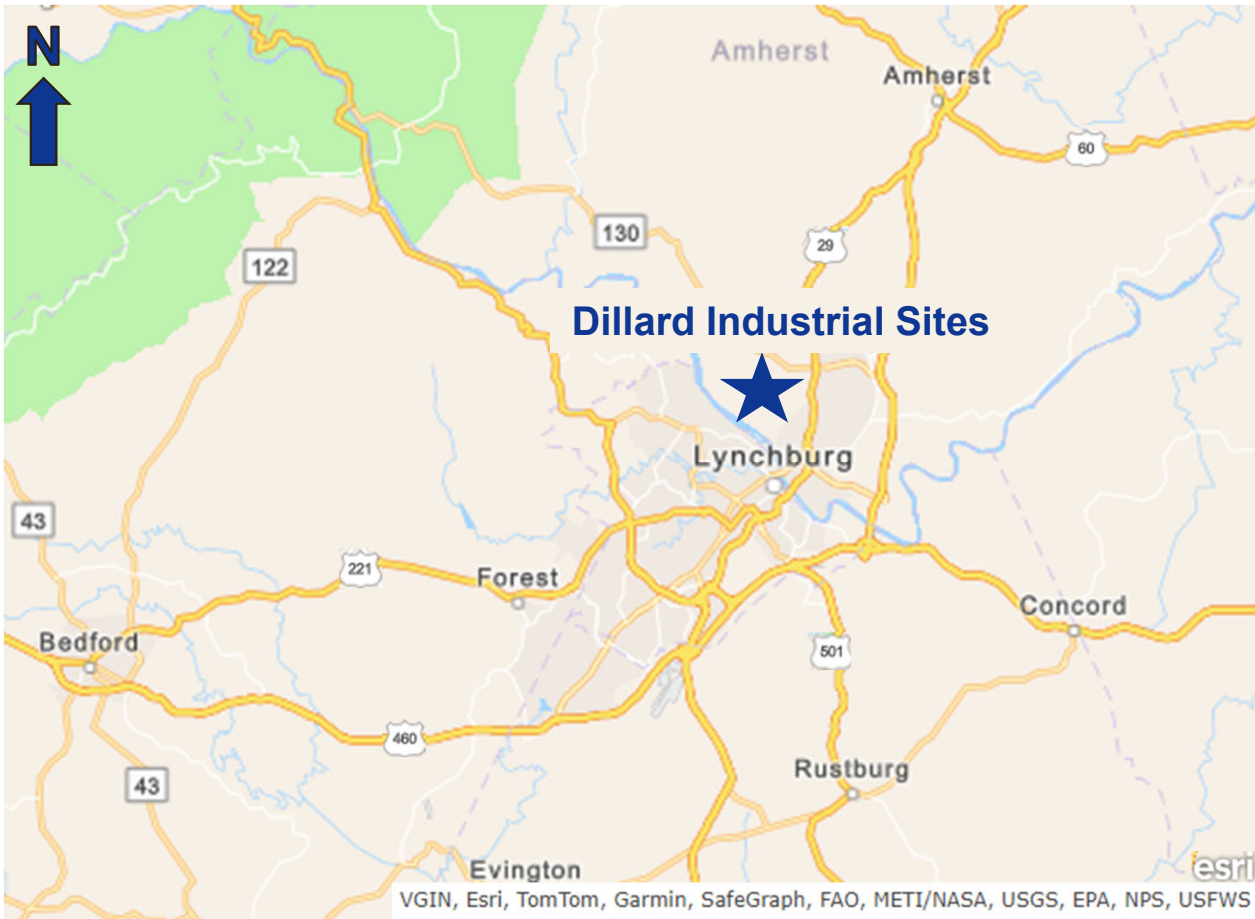 N
Amherst
Amherst
60
130
29
122
Dillard Industrial Sites
Lynchburg
43
221
Forest
Concord
Bedford
501
460
Rustburg
43
Evington
esri
VGIN, Esri, TomTom, Garmin, SafeGraph, FAO, METI/NASA, USGS, EPA, NPS, USFWS